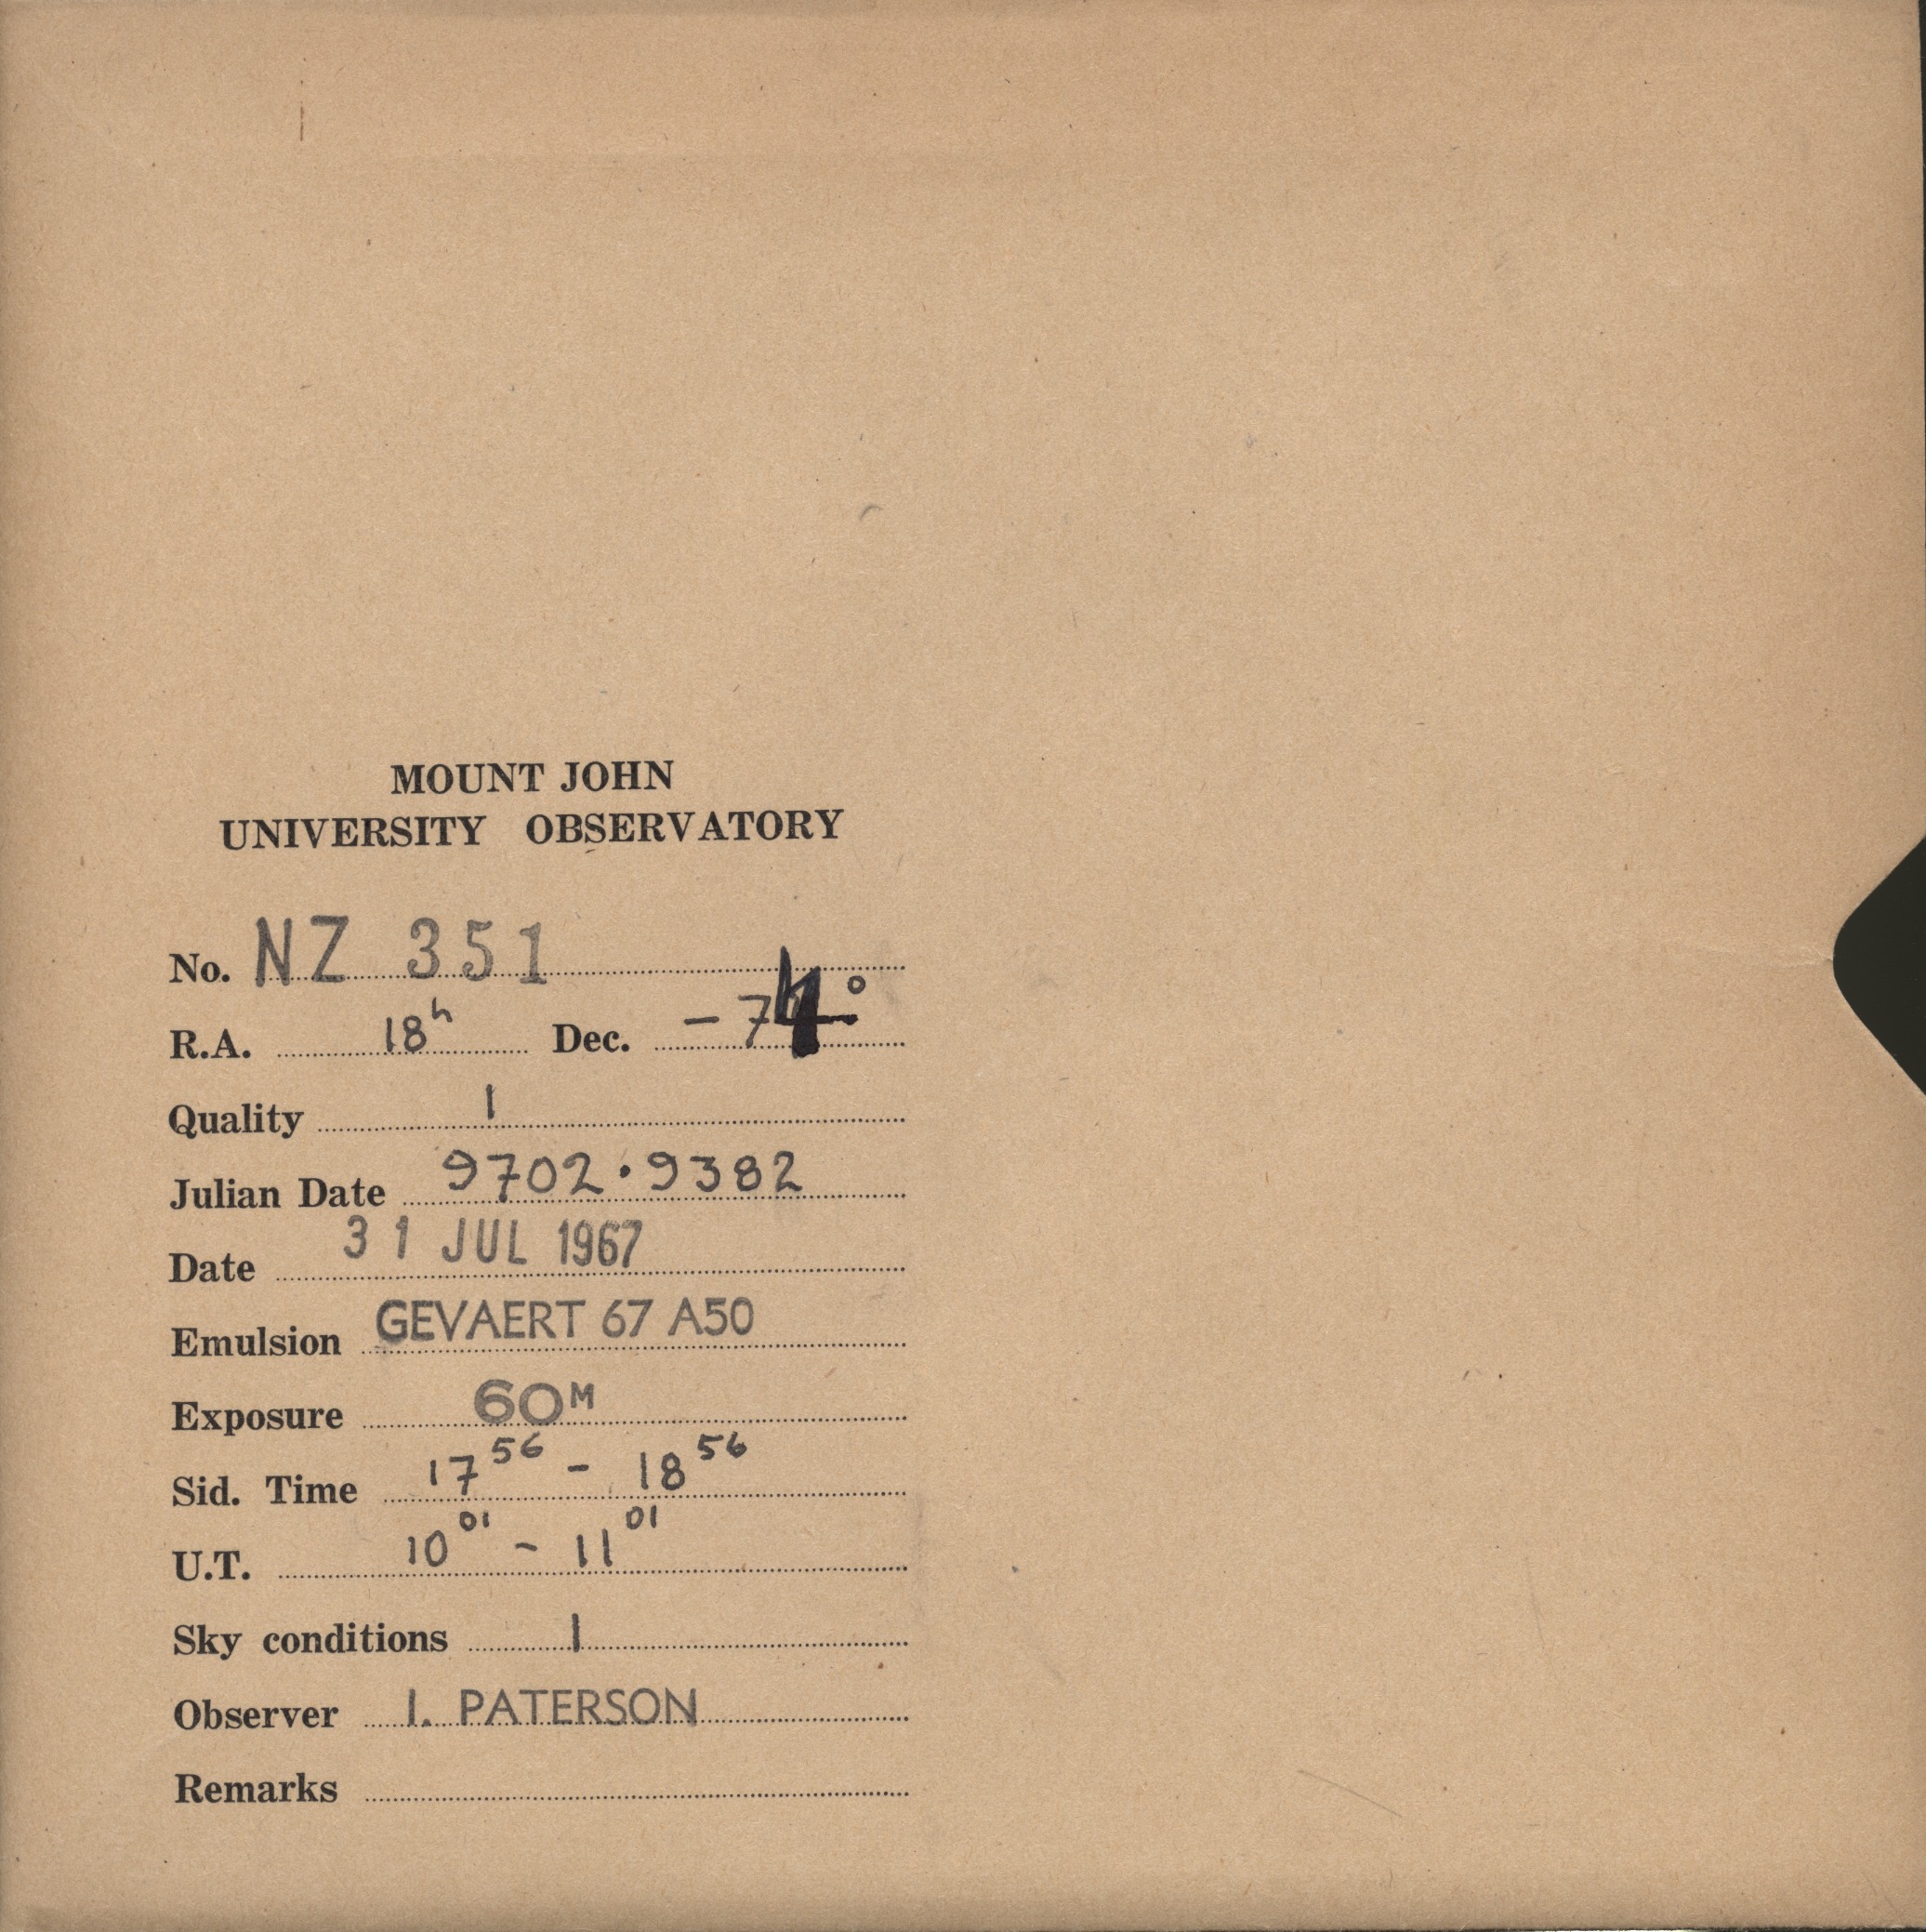 MOUNT JOHN
UNIVERSITY OBSERVATORY
No. NZ 351
R.A. 18h Dec. -74°
Quality 1
Julian Date 9702.9382
Date 31 JUL 1967
Emulsion GEVAERT 67 A50
Exposure 60M
Sid. Time 17 56 - 18 56
U.T. 10 01 - 11 01
Sky conditions 1
Observer I. PATERSON
Remarks